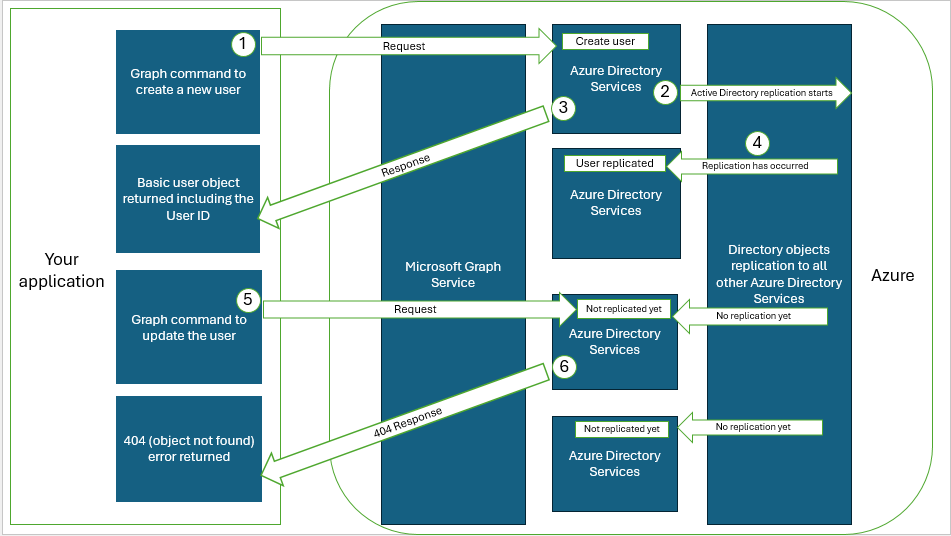 1
Graph command to
create a new user
Request
Create user
Azure Directory
Services
2
Active Directory replication starts
3
Response
Basic user object
returned including the
User ID
User replicated
Azure Directory
Services
4
Replication has occurred
Your
application
Microsoft Graph
Service
Directory objects
replication to all
other Azure Directory
Services
Azure
5
Graph command to
update the user
Request
Not replicated yet
Azure Directory
Services
No replication yet
6
404 Response
404 (object not found)
error returned
Not replicated yet
Azure Directory
Services
No replication yet